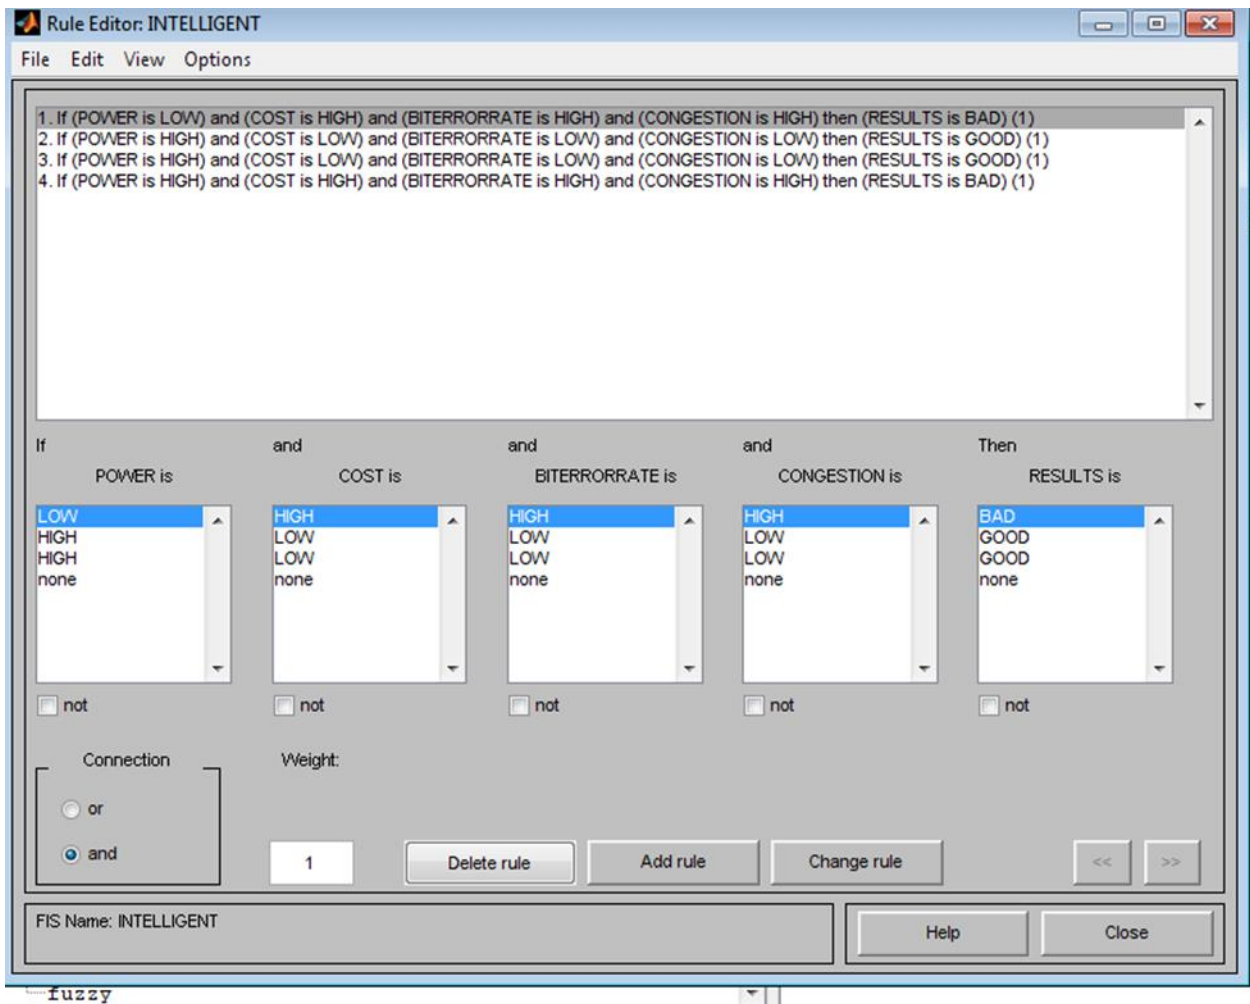 Rule Editor: INTELLIGENT
File Edit View Options
1. If (POWER is LOW) and (COST is HIGH) and (BITERRORRATE is HIGH) and (CONGESTION is HIGH) then (RESULTS is BAD) (1)
2. If (POWER is HIGH) and (COST is LOW) and (BITERRORRATE is LOW) and (CONGESTION is LOW) then (RESULTS is GOOD) (1)
3. If (POWER is HIGH) and (COST is LOW) and (BITERRORRATE is LOW) and (CONGESTION is LOW) then (RESULTS is GOOD) (1)
4. If (POWER is HIGH) and (COST is HIGH) and (BITERRORRATE is HIGH) and (CONGESTION is HIGH) then (RESULTS is BAD) (1)
If and and and Then
POWER is COST is BITERRORRATE is CONGESTION is RESULTS is
LOW HIGH HIGH HIGH BAD
HIGH LOW LOW LOW GOOD
HIGH LOW LOW LOW GOOD
none none none none none
not not not not not
Connection Weight:
or
and 1 Delete rule Add rule Change rule << >>
FIS Name: INTELLIGENT
Help Close
fuzzy